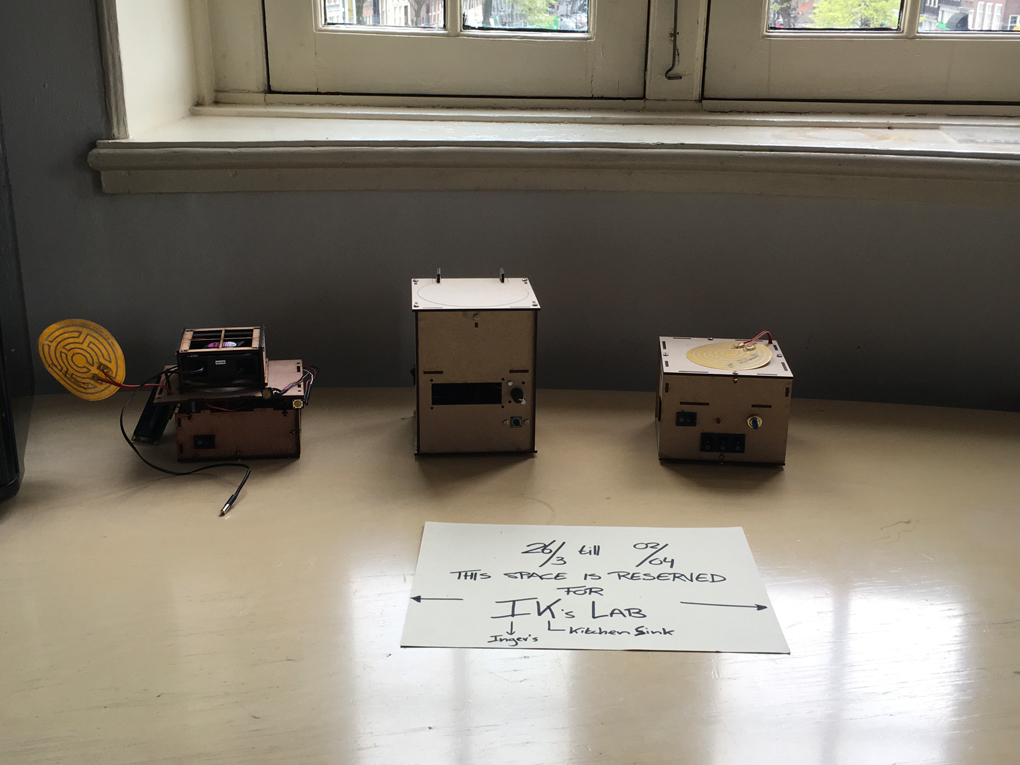 26/3 till 02/04
THIS SPACE IS RESERVED
FOR
IK's LAB
Inger's Kitchen Sink